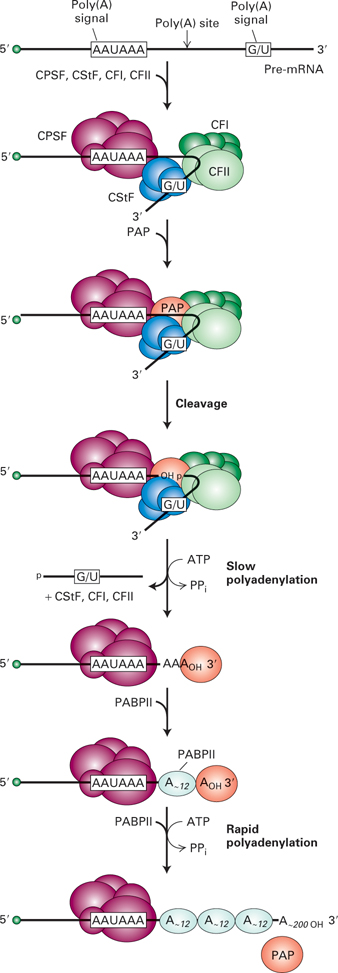 Poly(A)
signal
Poly(A) site
Poly(A)
signal
5′ AAUAAA G/U 3′
Pre-mRNA
CPSF, CStF, CFI, CFII
CPSF
CFI
5′ AAUAAA CFII
CStF G/U
3′
PAP
PAP
5′ AAUAAA
G/U
3′
Cleavage
5′ AAUAAA OH p
G/U
3′
p G/U
+ CStF, CFI, CFII
ATP
PPi
Slow
polyadenylation
5′ AAUAAA AAAOH 3′
PABPII
PABPII
5′ AAUAAA A~12 AOH 3′
PABPII
ATP
PPi
Rapid
polyadenylation
5′ AAUAAA A~12 A~12 A~12 A~200 OH 3′
PAP